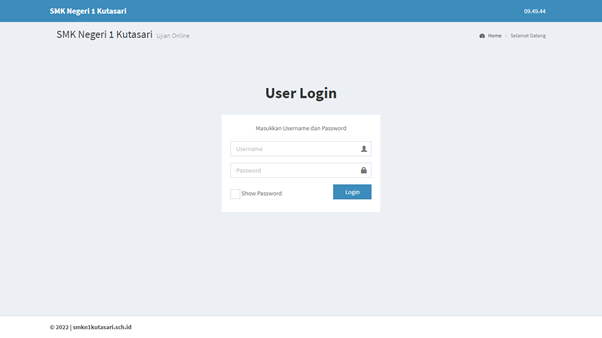 SMK Negeri 1 Kutasari 09.49.44
SMK Negeri 1 Kutasari Ujian Online Home > Selamat Datang
User Login
Masukkan Username dan Password
Username
Password
Show Password Login
© 2022 | smkn1kutasari.sch.id